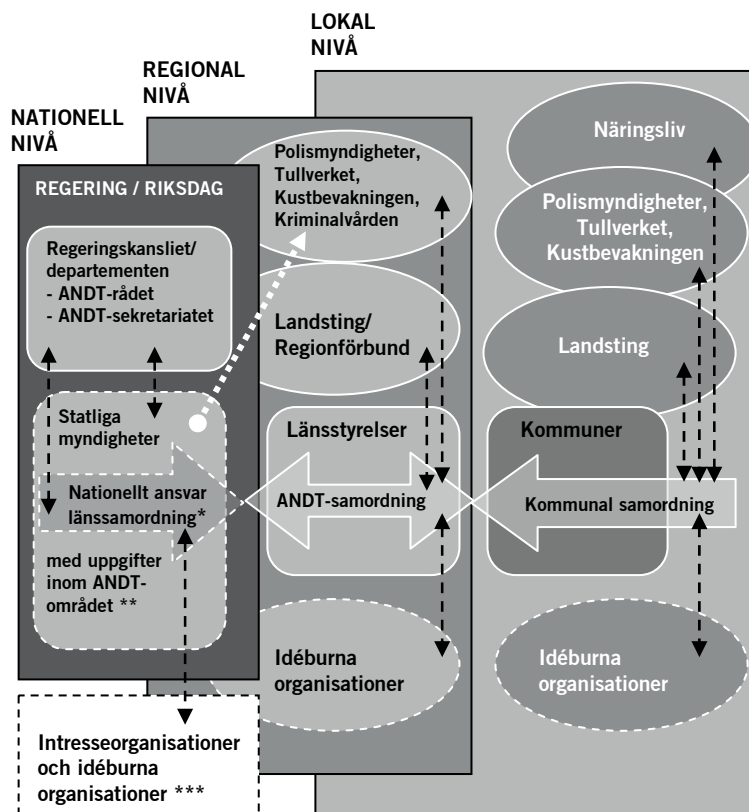 LOKAL
NIVÅ
REGIONAL
NIVÅ
NATIONELL
NIVÅ
REGERING / RIKSDAG
Regeringskansliet/
departementen
- ANDT-rådet
- ANDT-sekretariatet
Statliga
myndigheter
Nationellt ansvar
länssamordning*
med uppgifter
inom ANDT-
området **
Intresseorganisationer
och idéburna
organisationer ***
Polismyndigheter,
Tullverket,
Kustbevakningen,
Kriminalvården
Landsting/
Regionförbund
Länsstyrelser
ANDT-samordning
Idéburna
organisationer
Näringsliv
Polismyndigheter,
Tullverket,
Kustbevakningen
Landsting
Kommuner
Kommunal samordning
Idéburna
organisationer